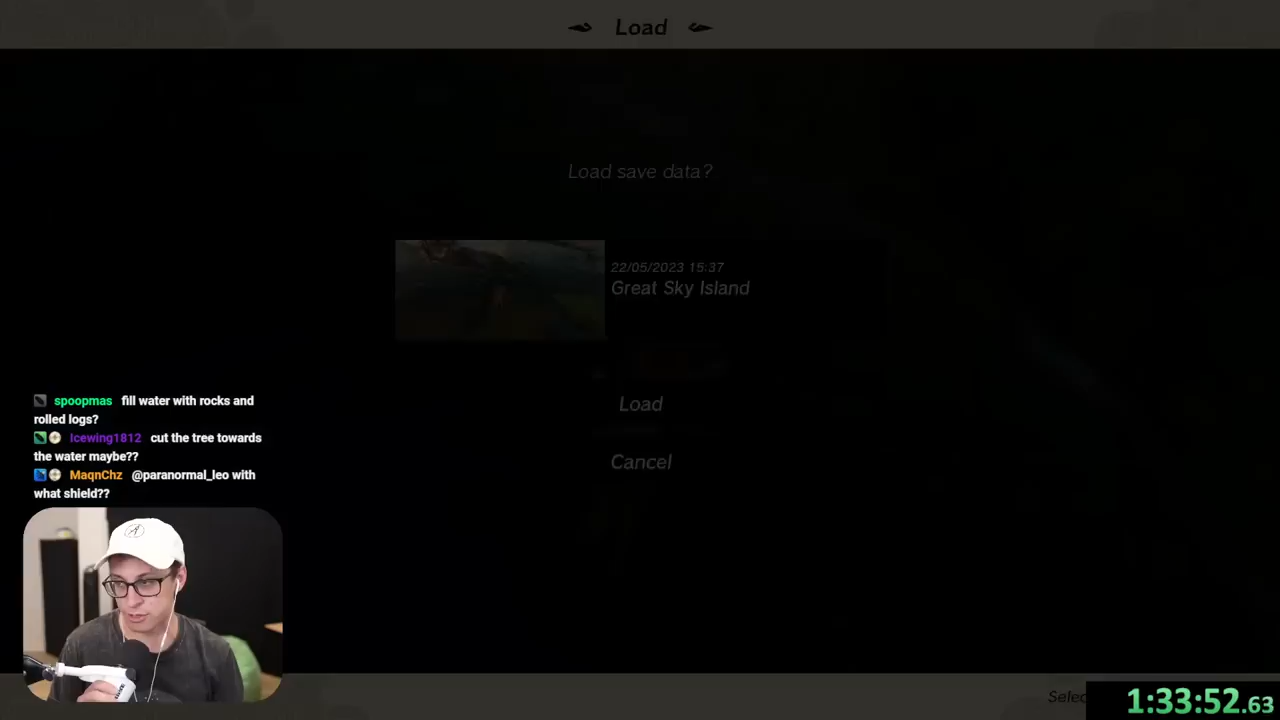 Load
Load save data?
22/05/2023 15:37
Great Sky Island
Load
Cancel
spoopmas fill water with rocks and
rolled logs?
Icewing1812 cut the tree towards
the water maybe??
MaqnChz @paranormal_leo with
what shield??
Selec
1:33:52.63